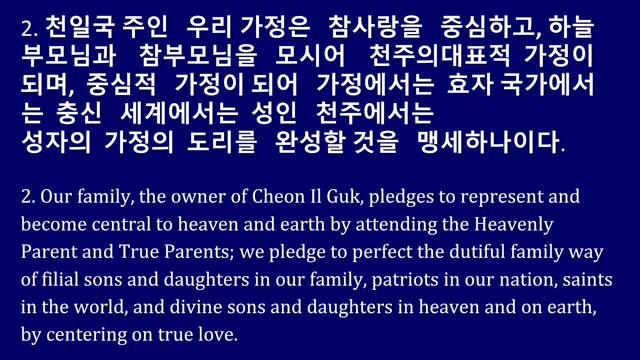 2. 천일국 주인 우리 가정은 참사랑을 중심하고, 하늘
부모님과 참부모님을 모시어 천주의대표적 가정이
되며, 중심적 가정이 되어 가정에서는 효자 국가에서
는 충신 세계에서는 성인 천주에서는
성자의 가정의 도리를 완성할 것을 맹세하나이다.
2. Our family, the owner of Cheon Il Guk, pledges to represent and
become central to heaven and earth by attending the Heavenly
Parent and True Parents; we pledge to perfect the dutiful family way
of filial sons and daughters in our family, patriots in our nation, saints
in the world, and divine sons and daughters in heaven and on earth,
by centering on true love.